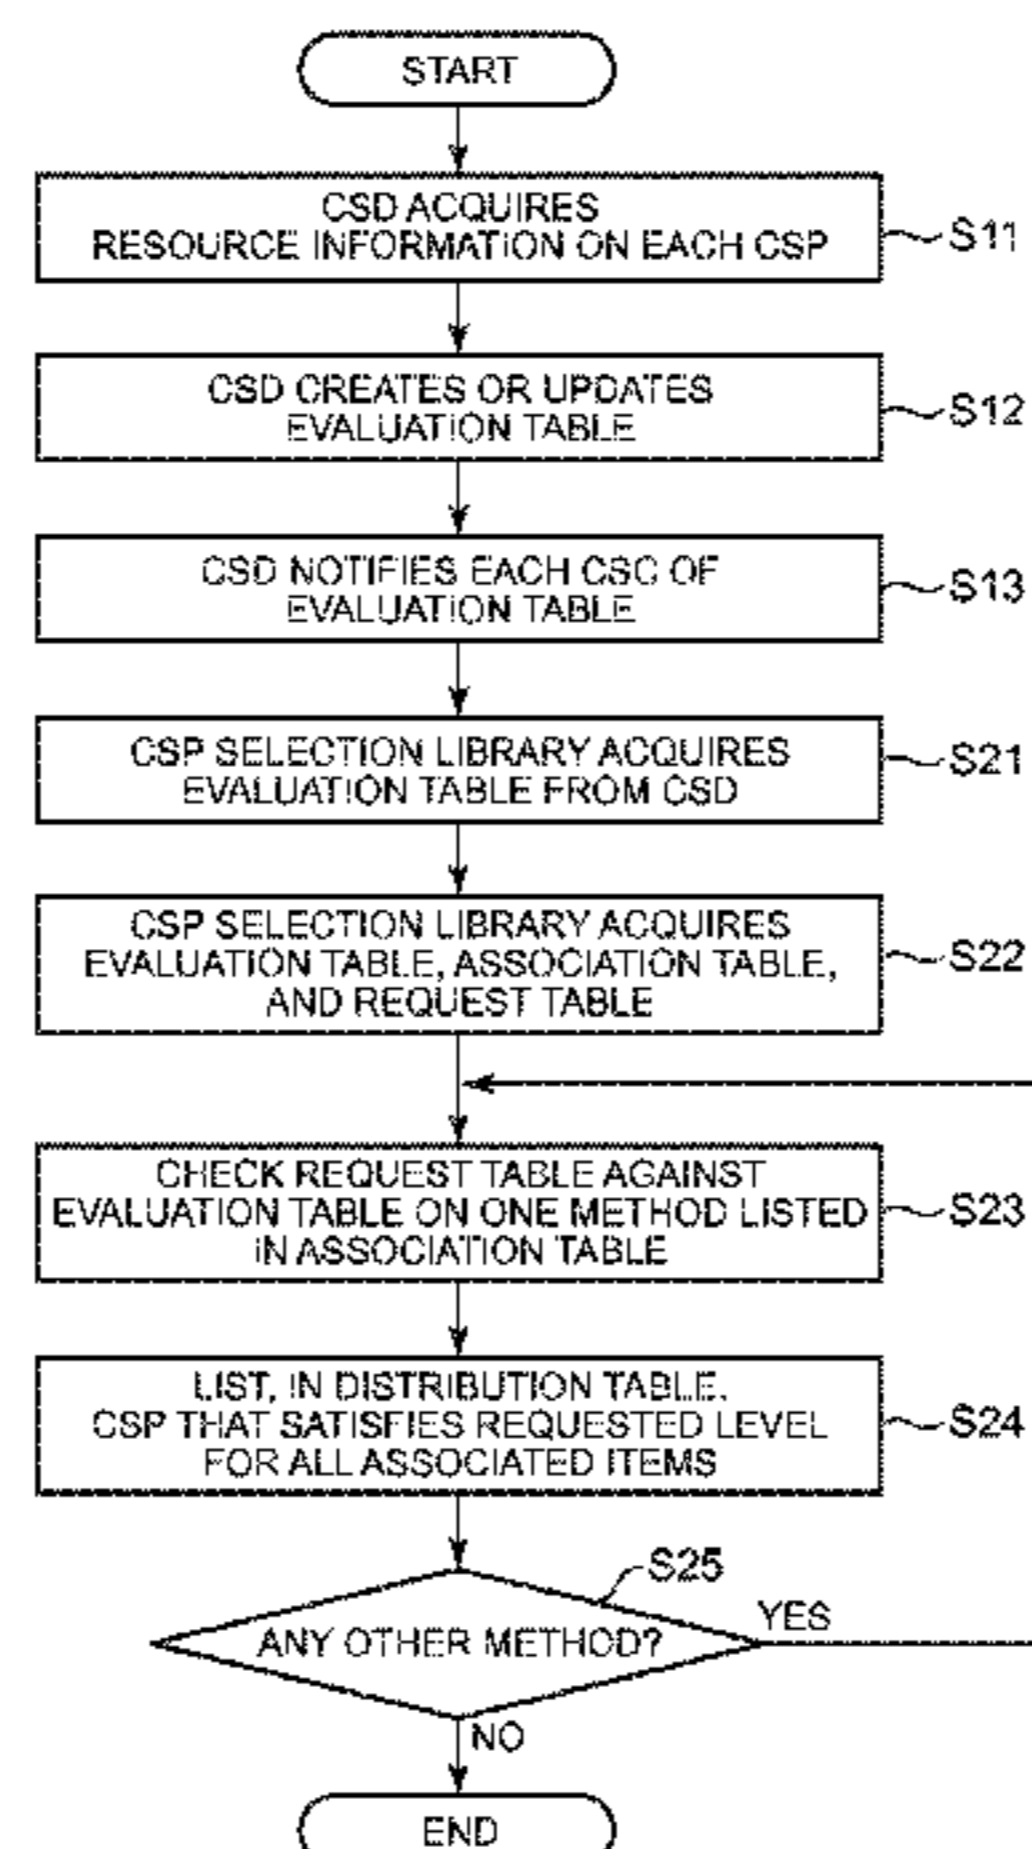 START
CSD ACQUIRES
RESOURCE INFORMATION ON EACH CSP
S11
CSD CREATES OR UPDATES
EVALUATION TABLE
S12
CSD NOTIFIES EACH CSC OF
EVALUATION TABLE
S13
CSP SELECTION LIBRARY ACQUIRES
EVALUATION TABLE FROM CSD
S21
CSP SELECTION LIBRARY ACQUIRES
EVALUATION TABLE, ASSOCIATION TABLE,
AND REQUEST TABLE
S22
CHECK REQUEST TABLE AGAINST
EVALUATION TABLE ON ONE METHOD LISTED
IN ASSOCIATION TABLE
S23
LIST, IN DISTRIBUTION TABLE,
CSP THAT SATISFIES REQUESTED LEVEL
FOR ALL ASSOCIATED ITEMS
S24
S25
ANY OTHER METHOD?
YES
NO
END